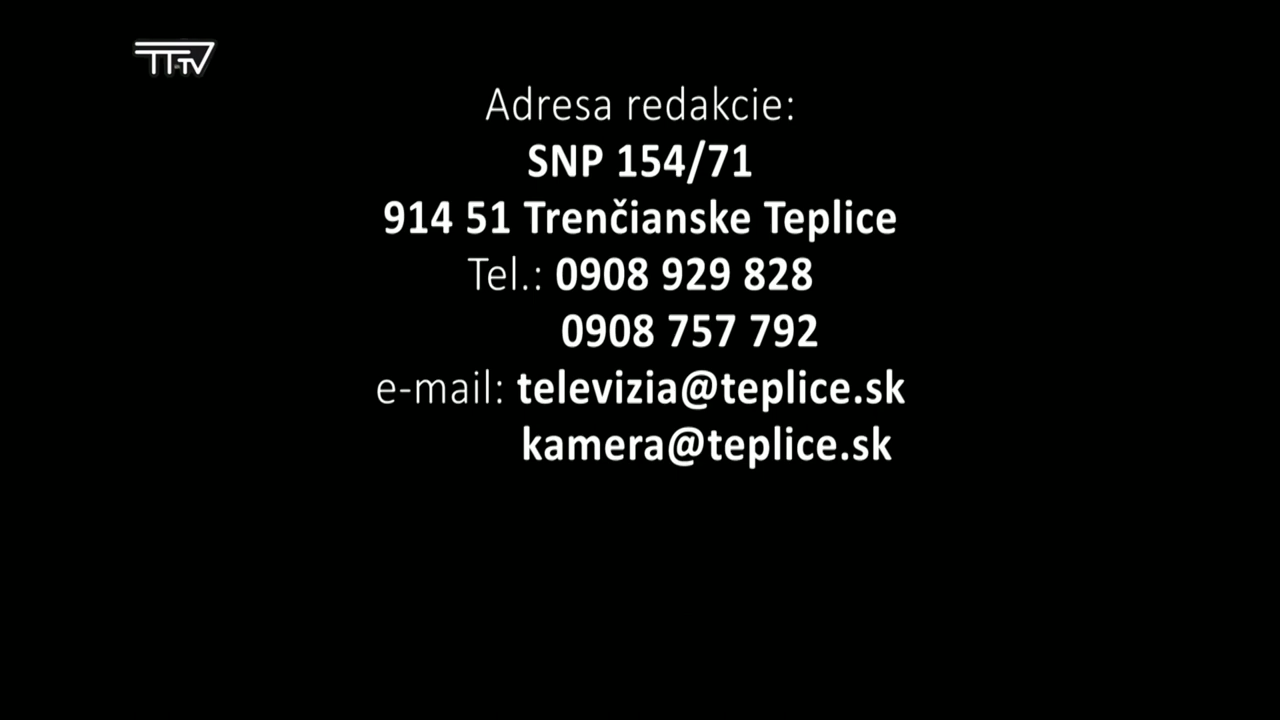 TT-TV
Adresa redakcie:
SNP 154/71
914 51 Trenčianske Teplice
Tel.: 0908 929 828
0908 757 792
e-mail: televizia@teplice.sk
kamera@teplice.sk